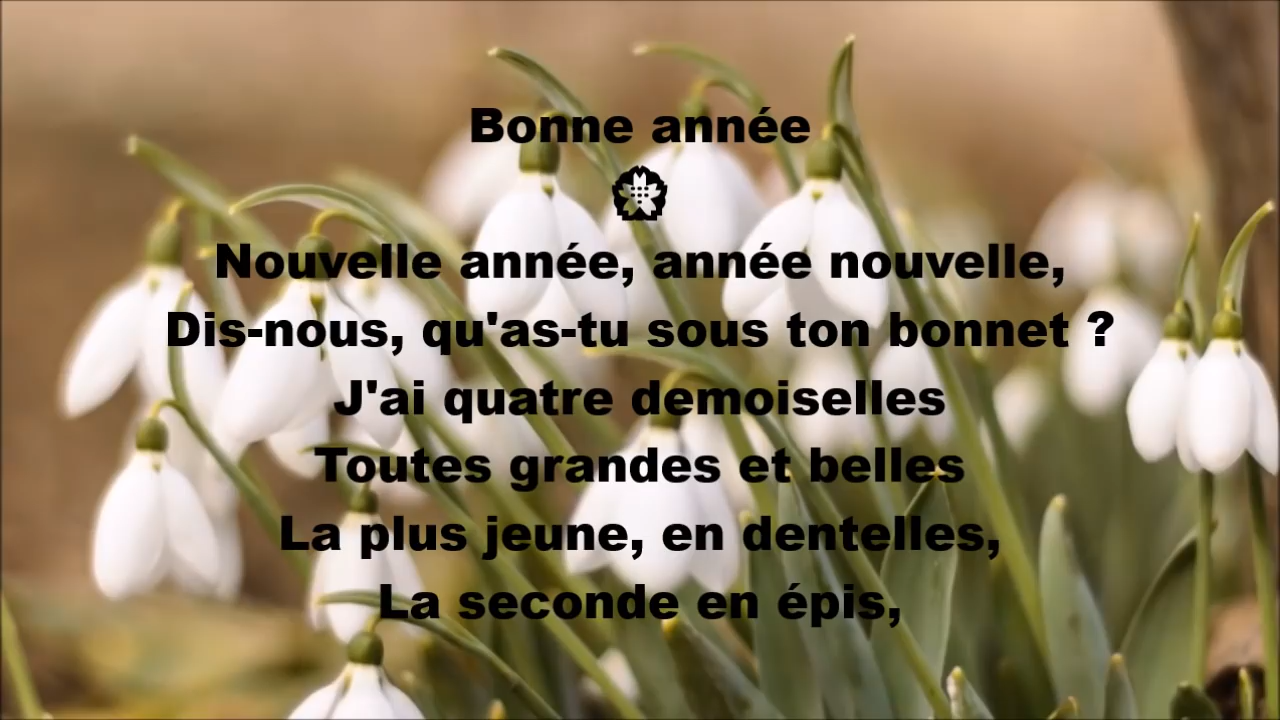 Bonne année
💮
Nouvelle année, année nouvelle,
Dis-nous, qu'as-tu sous ton bonnet ?
J'ai quatre demoiselles
Toutes grandes et belles
La plus jeune, en dentelles,
La seconde en épis,